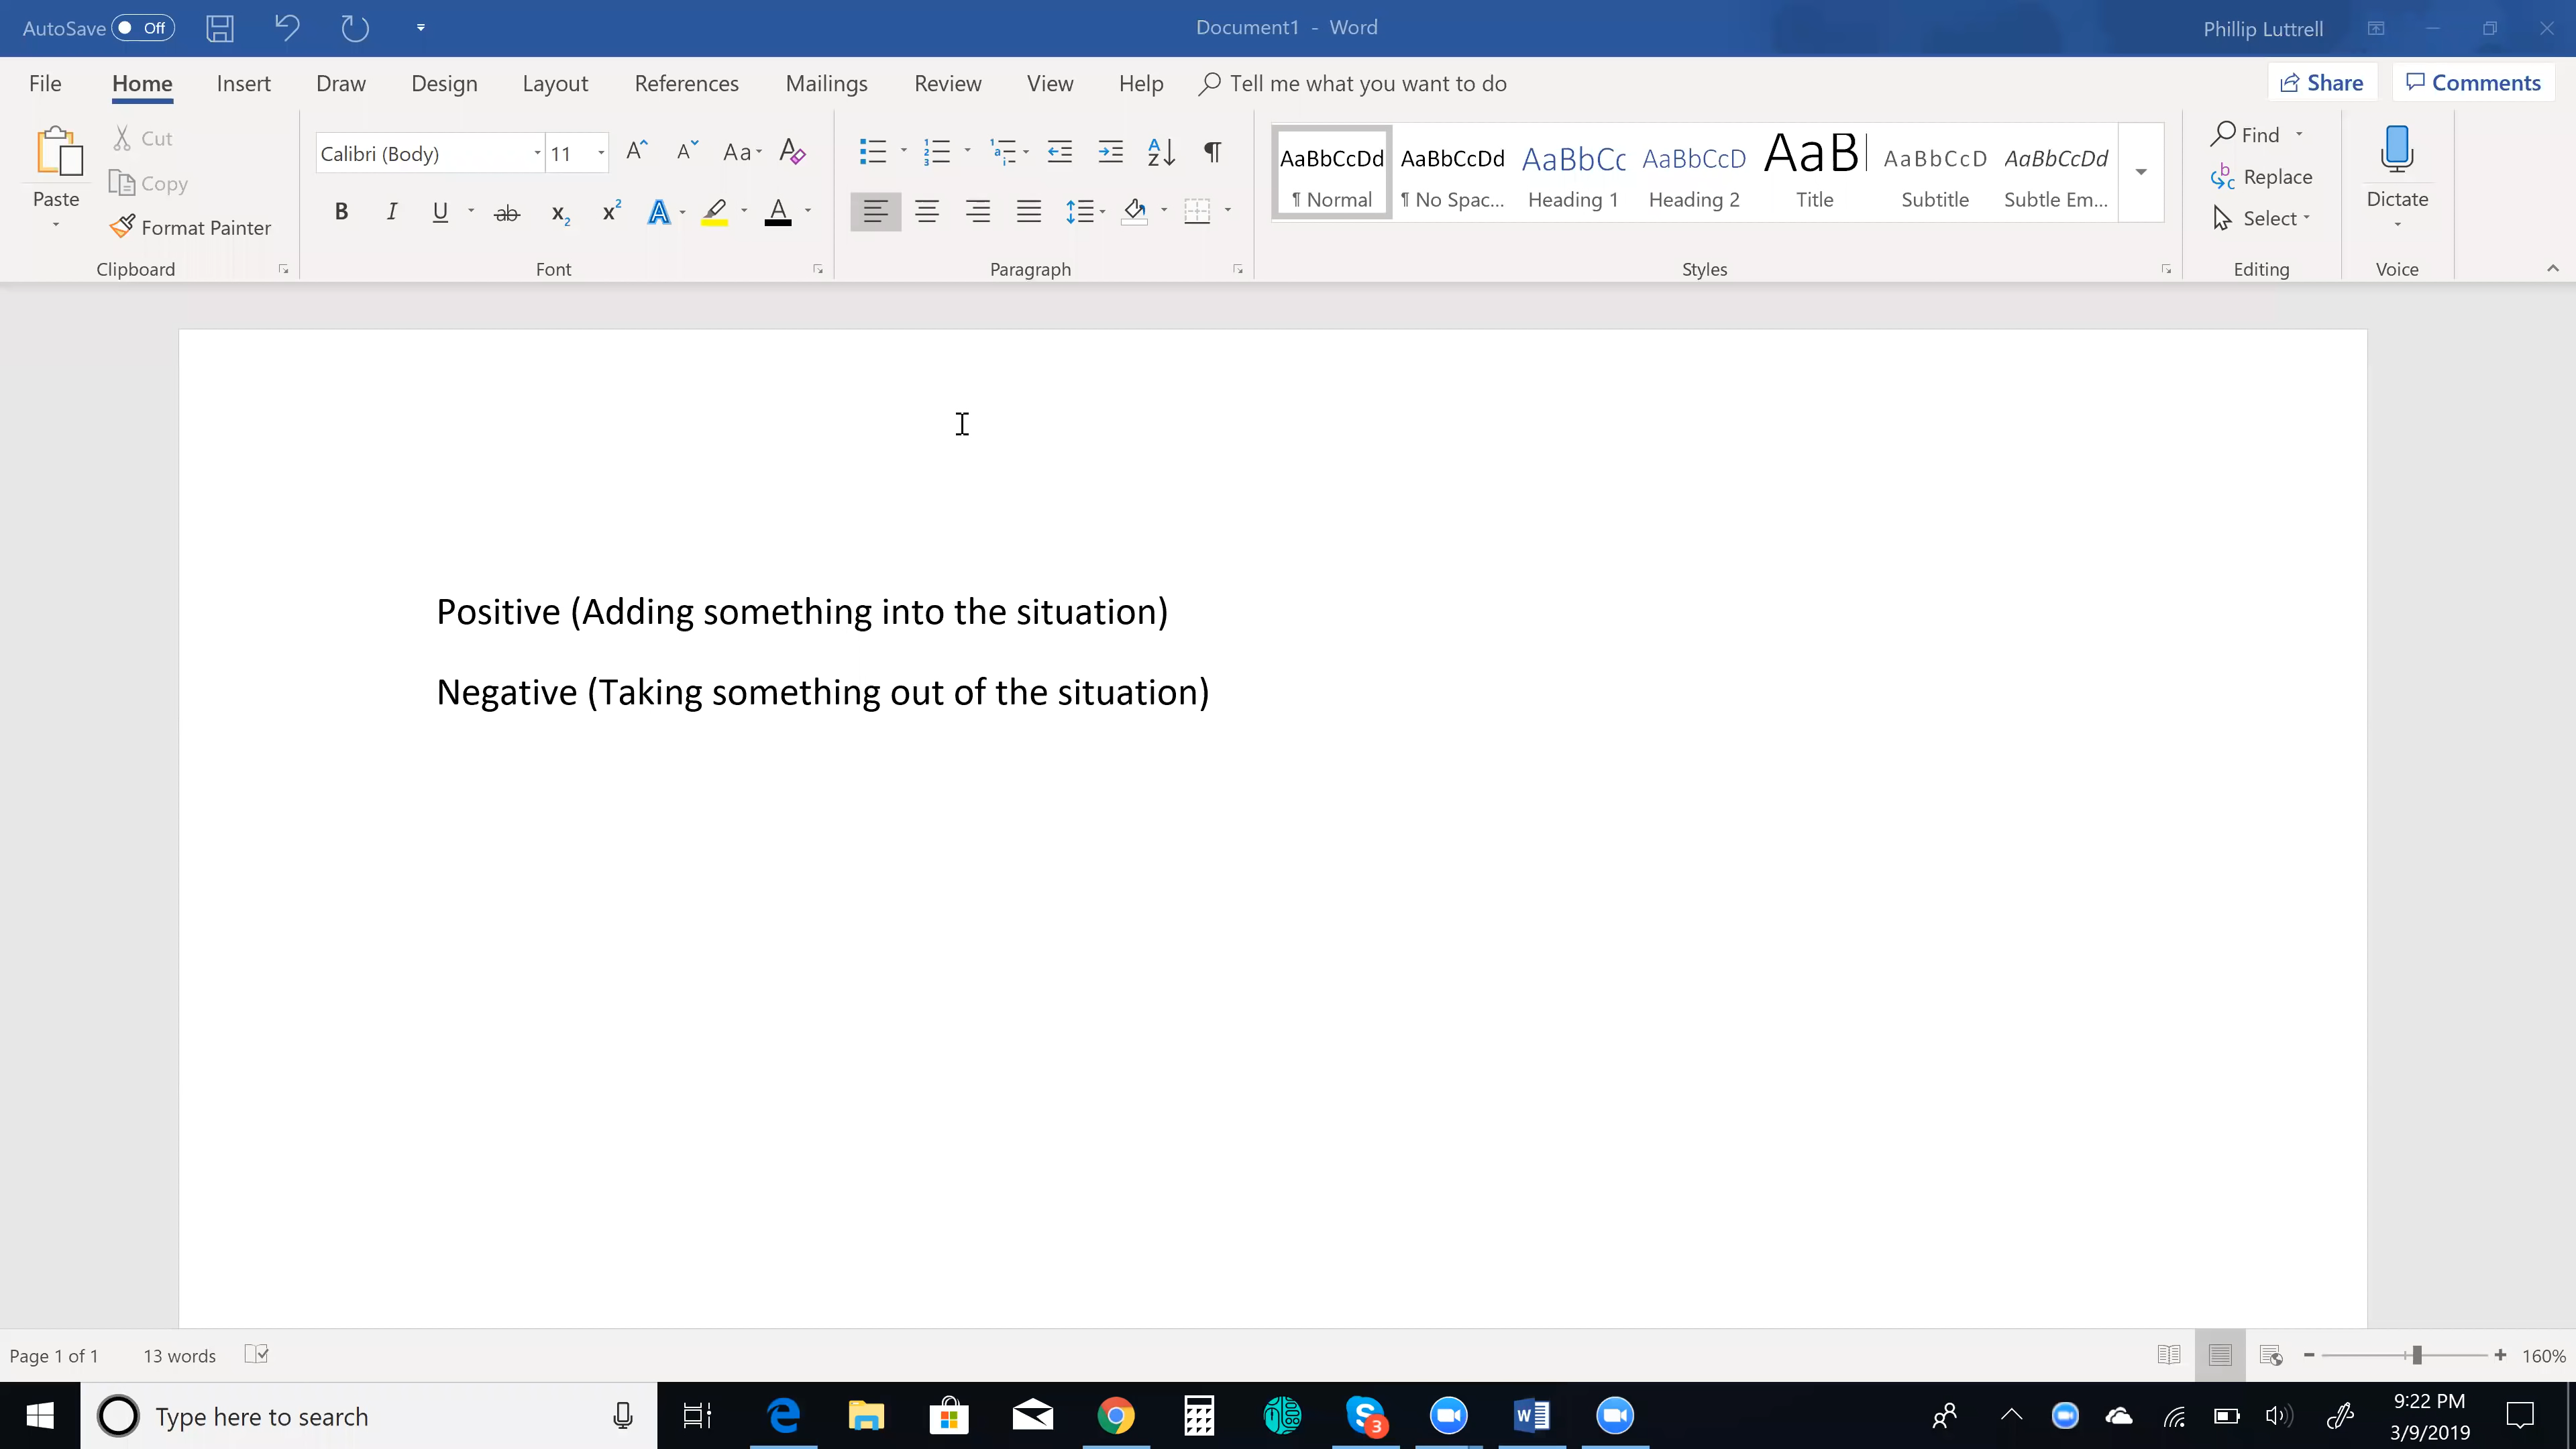 AutoSave Off
Document1 - Word
Phillip Luttrell
File Home Insert Draw Design Layout References Mailings Review View Help Tell me what you want to do
Share Comments
Paste
Cut
Copy
Format Painter
Clipboard
Calibri (Body) 11
Font
Paragraph
AaBbCcDd AaBbCcDd AaBbCc AaBbCcD AaB AaBbCcD AaBbCcDd
¶ Normal ¶ No Spac... Heading 1 Heading 2 Title Subtitle Subtle Em...
Styles
Find
Replace
Select
Editing
Dictate
Voice
Positive (Adding something into the situation)
Negative (Taking something out of the situation)
Page 1 of 1 13 words
160%
Type here to search
3
9:22 PM
3/9/2019